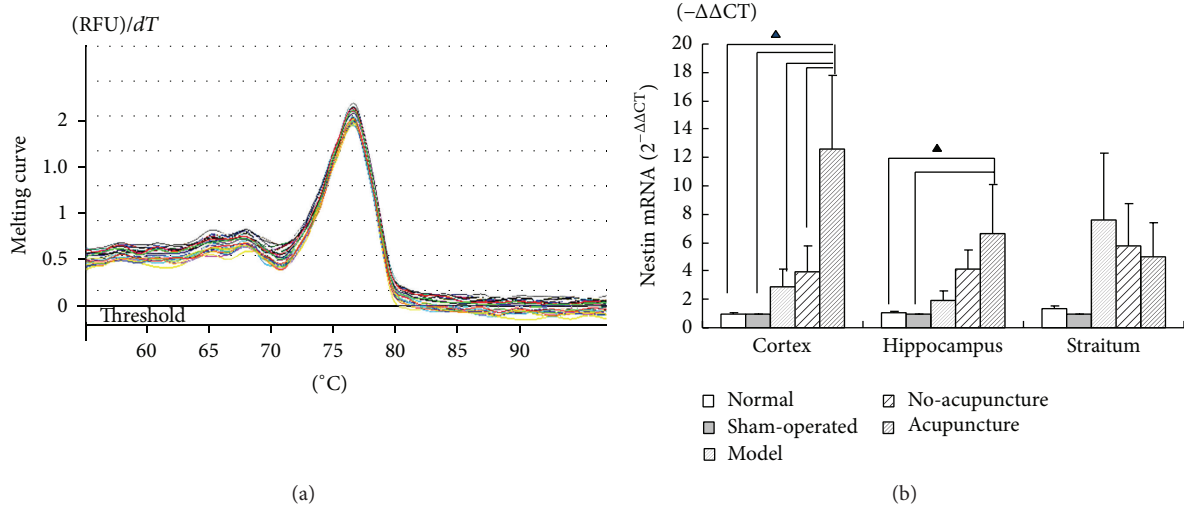 (RFU)/dT
Melting curve
2
1.0
1
0.5
0
Threshold
60 65 70 75 80 85 90
(°C)
(a)
(−ΔΔCT)
Nestin mRNA (2^−ΔΔCT)
20
18
16
14
12
10
8
6
4
2
0
Cortex Hippocampus Straitum
Normal
Sham-operated
Model
No-acupuncture
Acupuncture
(b)